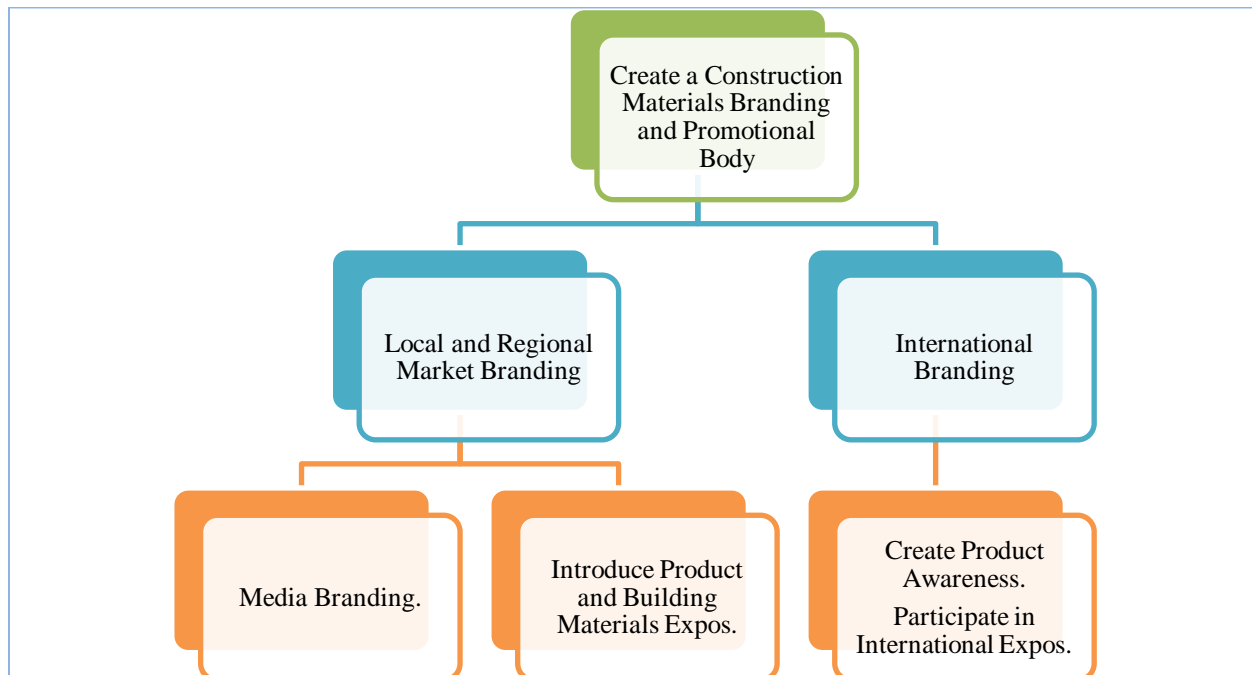 Create a Construction
Materials Branding
and Promotional
Body
Local and Regional
Market Branding
International
Branding
Media Branding.
Introduce Product
and Building
Materials Expos.
Create Product
Awareness.
Participate in
International Expos.